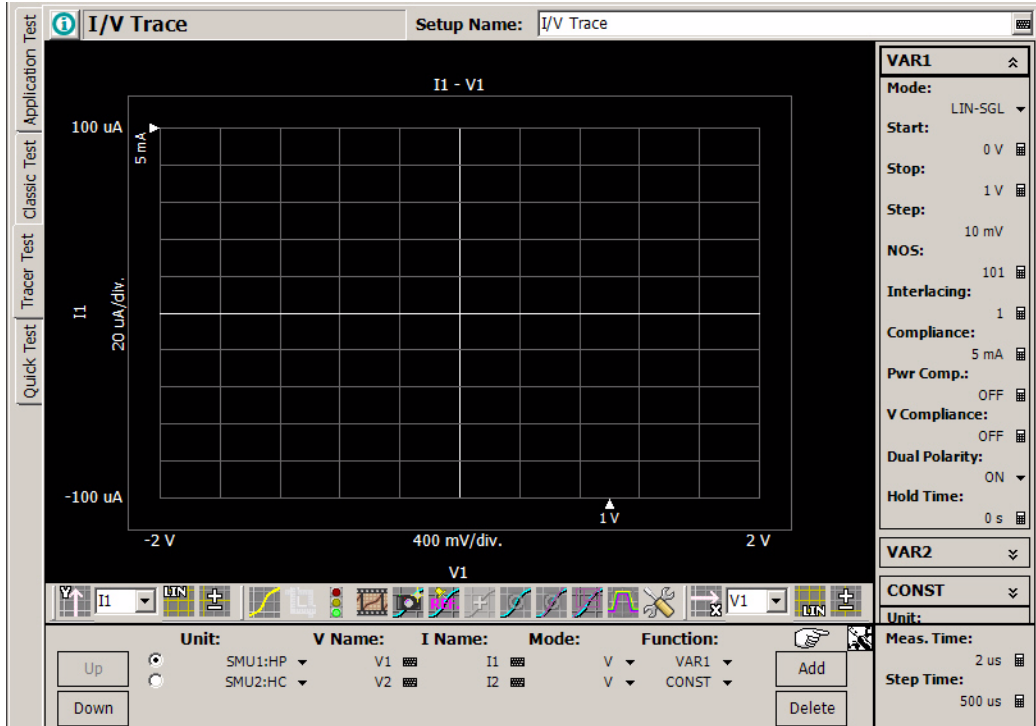 I/V Trace
Setup Name: I/V Trace
Application Test
Classic Test
Tracer Test
Quick Test
I1 - V1
100 uA
5 mA
I1
20 uA/div.
-100 uA
1 V
-2 V
400 mV/div.
2 V
V1
VAR1
Mode:
LIN-SGL
Start:
0 V
Stop:
1 V
Step:
10 mV
NOS:
101
Interlacing:
1
Compliance:
5 mA
Pwr Comp.:
OFF
V Compliance:
OFF
Dual Polarity:
ON
Hold Time:
0 s
VAR2
CONST
Unit:
Y I1 LIN
X V1 LIN
Unit: V Name: I Name: Mode: Function:
SMU1:HP V1 I1 V VAR1
SMU2:HC V2 I2 V CONST
Up
Down
Add
Delete
Meas. Time:
2 us
Step Time:
500 us